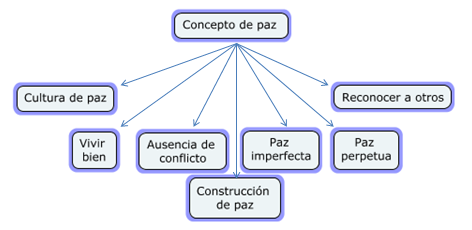 Concepto de paz
Cultura de paz
Reconocer a otros
Vivir
bien
Ausencia de
conflicto
Paz
imperfecta
Paz
perpetua
Construcción
de paz